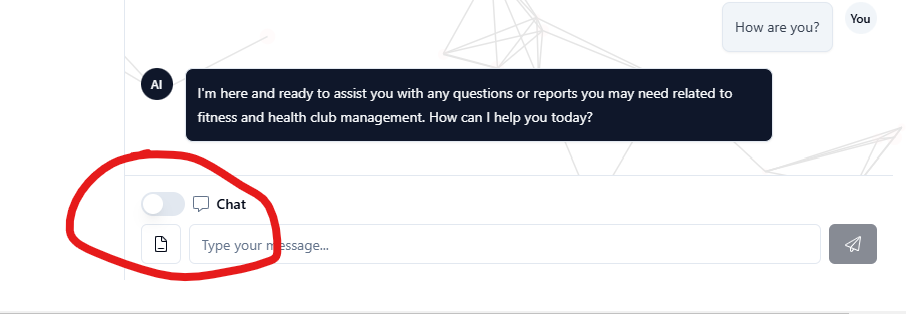 How are you?
You
AI
I'm here and ready to assist you with any questions or reports you may need related to
fitness and health club management. How can I help you today?
Chat
Type your message...